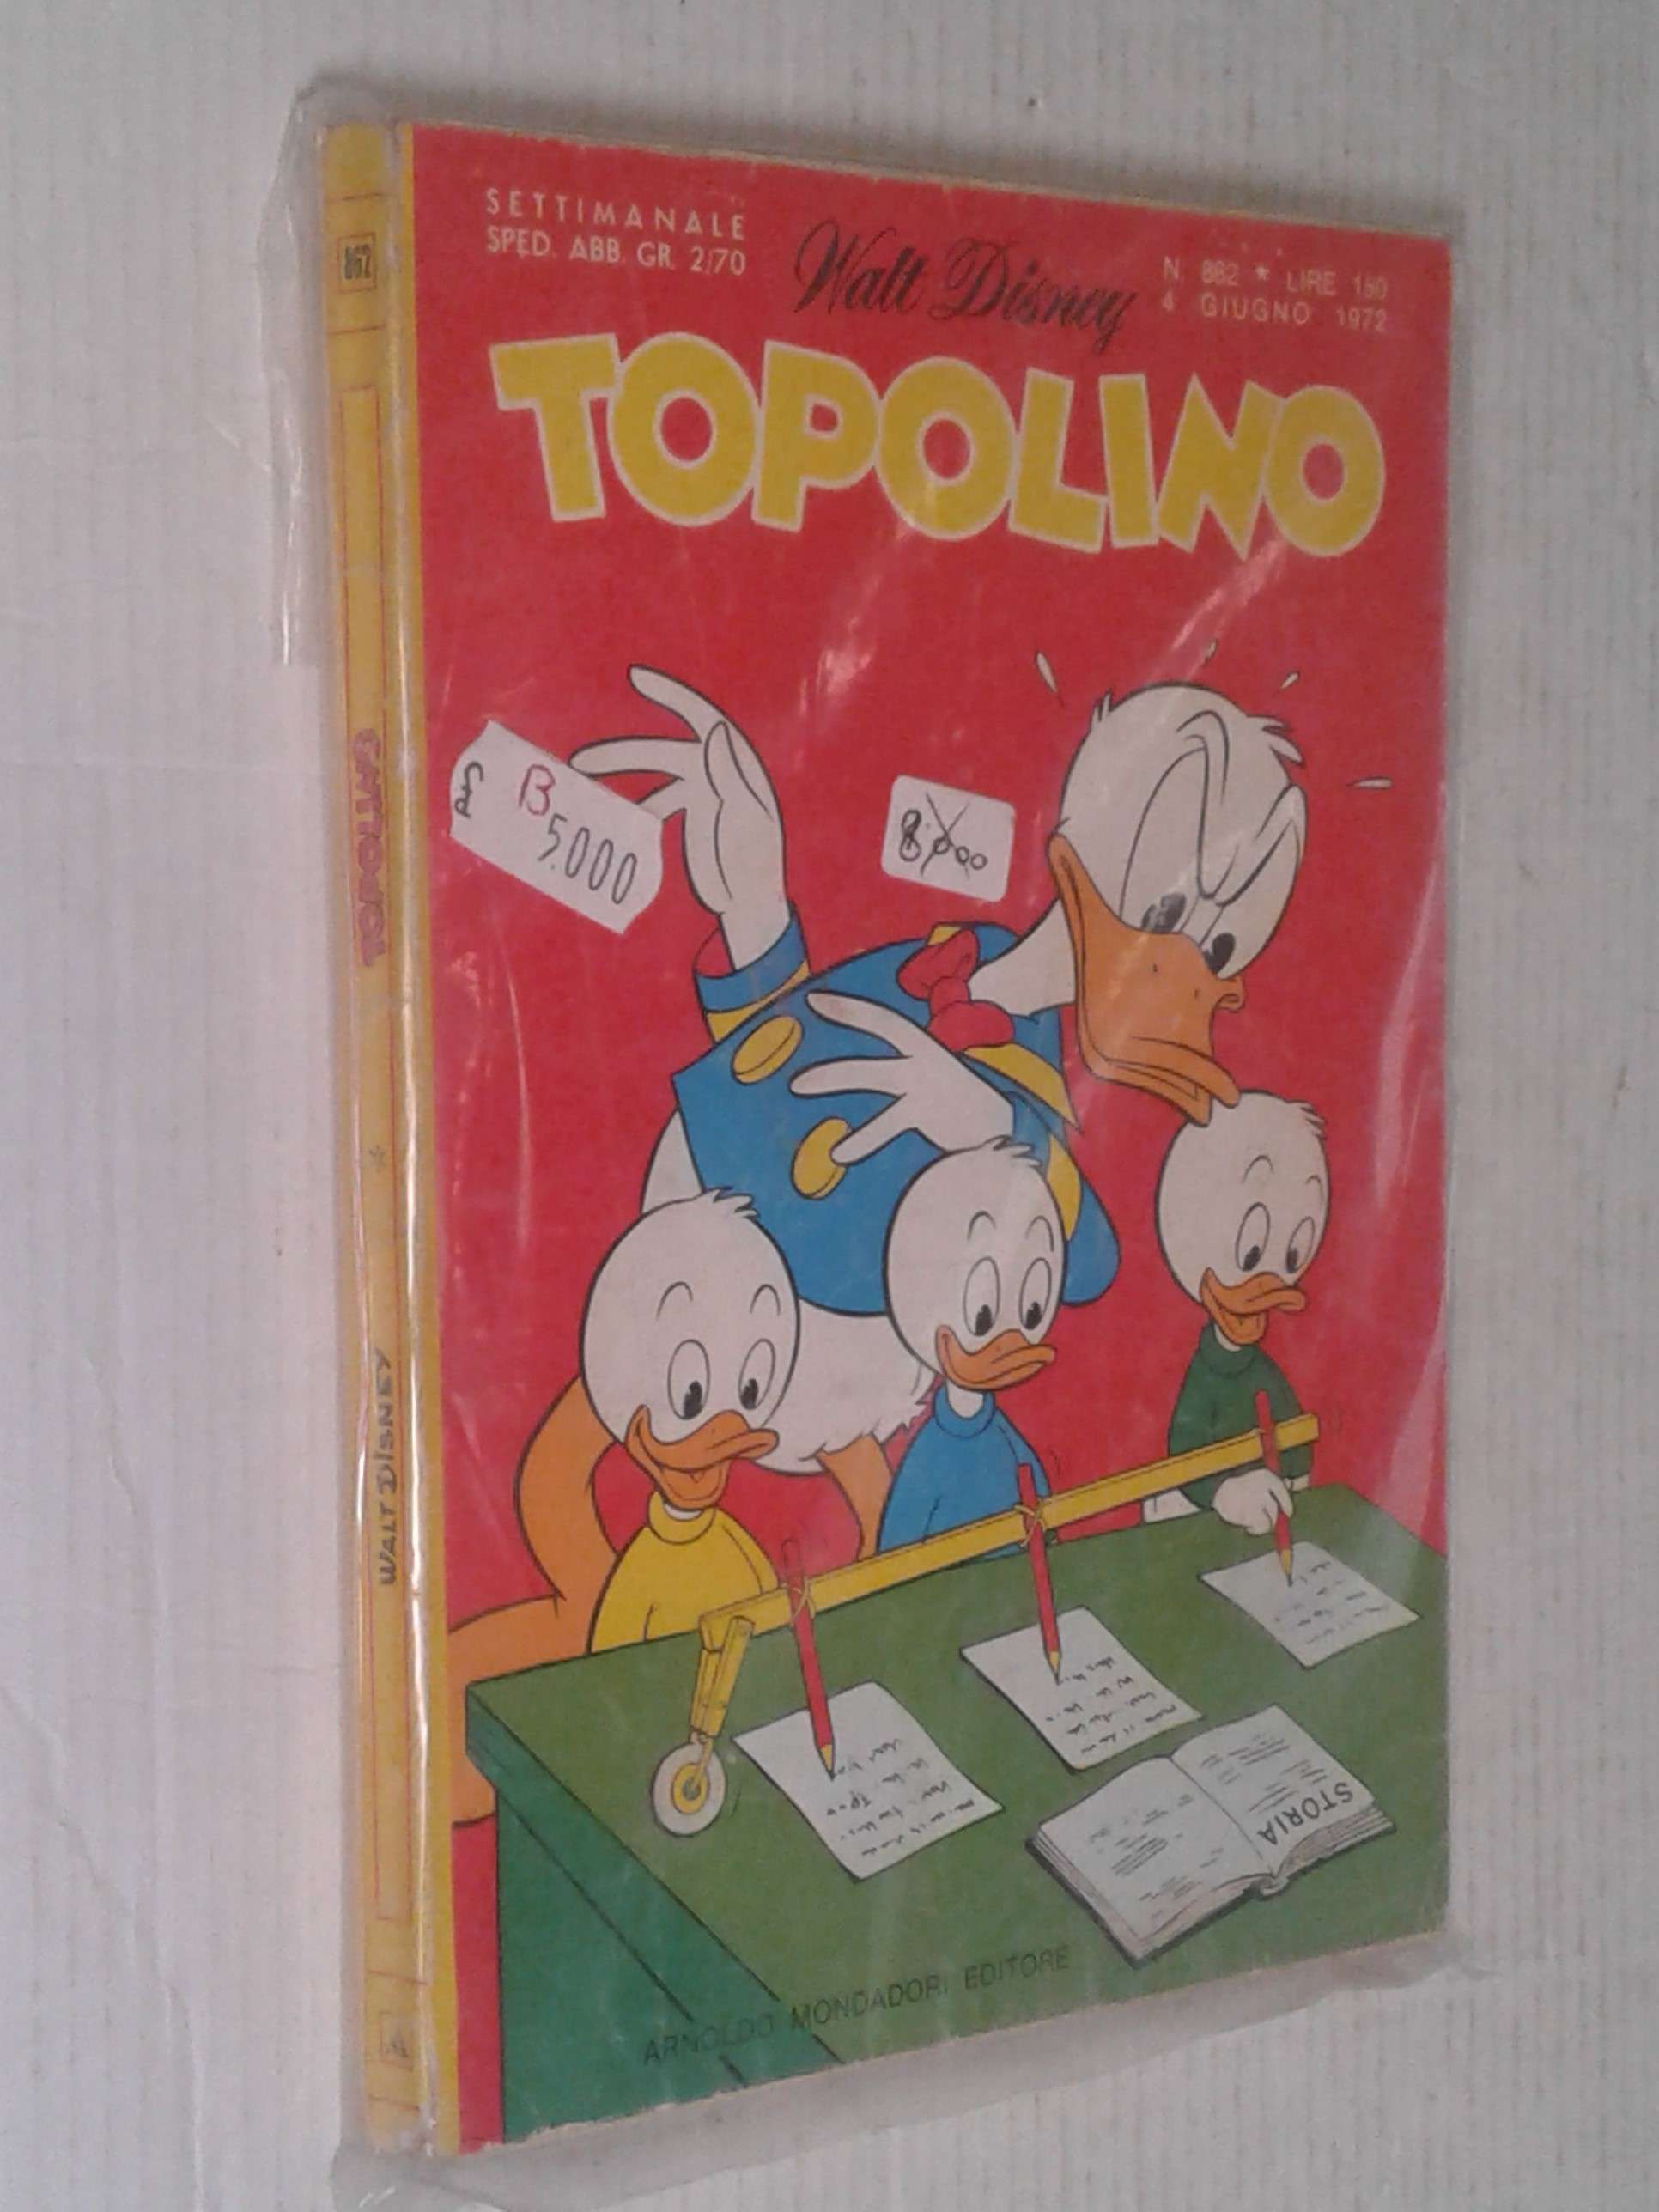 SETTIMANALE
SPED. ABB. GR. 2/70
Walt Disney
N. 862 * LIRE 150
4 GIUGNO 1972
TOPOLINO
B
5.000
8.000
STORIA
ARNOLDO MONDADORI EDITORE
862
TOPOLINO
*
WALT DISNEY